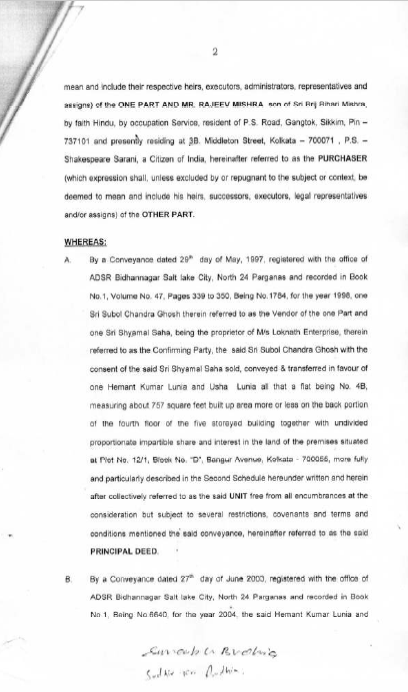 2
mean and include their respective heirs, executors, administrators, representatives and
assigns) of the ONE PART AND MR. RAJEEV MISHRA son of Sri Brij Bihari Mishra,
by faith Hindu, by occupation Service, resident of P.S. Road, Gangtok, Sikkim, Pin –
737101 and presently residing at 3B, Middleton Street, Kolkata – 700071 , P.S. –
Shakespeare Sarani, a Citizen of India, hereinafter referred to as the PURCHASER
(which expression shall, unless excluded by or repugnant to the subject or context, be
deemed to mean and include his heirs, successors, executors, legal representatives
and/or assigns) of the OTHER PART.
WHEREAS:
A. By a Conveyance dated 29th day of May, 1997, registered with the office of
ADSR Bidhannagar Salt lake City, North 24 Parganas and recorded in Book
No.1, Volume No. 47, Pages 339 to 350, Being No.1784, for the year 1998, one
Sri Subol Chandra Ghosh therein referred to as the Vendor of the one Part and
one Sri Shyamal Saha, being the proprietor of M/s Loknath Enterprise, therein
referred to as the Confirming Party, the said Sri Subol Chandra Ghosh with the
consent of the said Sri Shyamal Saha sold, conveyed & transferred in favour of
one Hemant Kumar Lunia and Usha Lunia all that a flat being No. 4B,
measuring about 757 square feet built up area more or less on the back portion
of the fourth floor of the five storeyed building together with undivided
proportionate impartible share and interest in the land of the premises situated
at Plot No. 12/1, Block No. "D", Bangur Avenue, Kolkata - 700055, more fully
and particularly described in the Second Schedule hereunder written and herein
after collectively referred to as the said UNIT free from all encumbrances at the
consideration but subject to several restrictions, covenants and terms and
conditions mentioned the said conveyance, hereinafter referred to as the said
PRINCIPAL DEED.
B. By a Conveyance dated 27th day of June 2003, registered with the office of
ADSR Bidhannagar Salt lake City, North 24 Parganas and recorded in Book
No 1, Being No.6640, for the year 2004, the said Hemant Kumar Lunia and